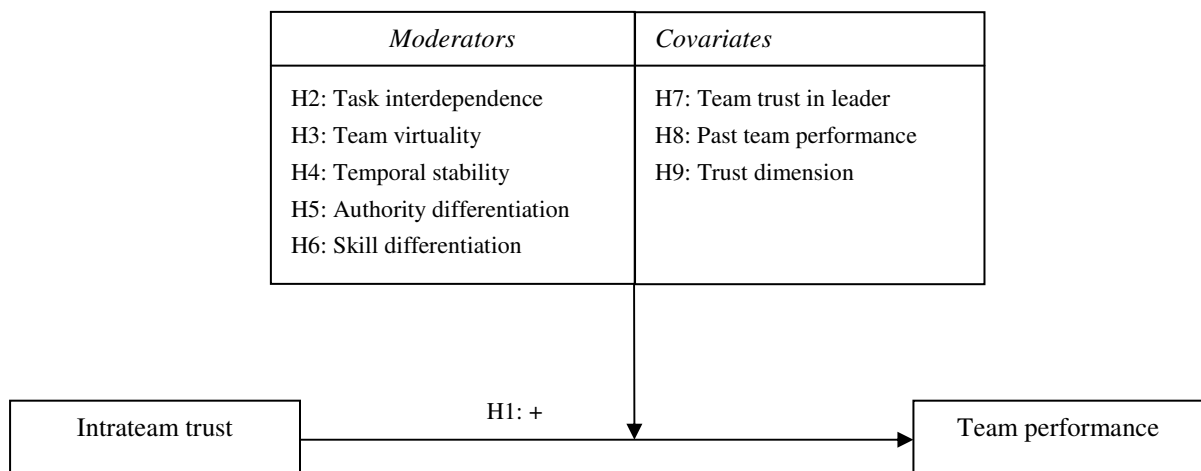 Moderators
H2: Task interdependence
H3: Team virtuality
H4: Temporal stability
H5: Authority differentiation
H6: Skill differentiation
Covariates
H7: Team trust in leader
H8: Past team performance
H9: Trust dimension
Intrateam trust
H1: +
Team performance